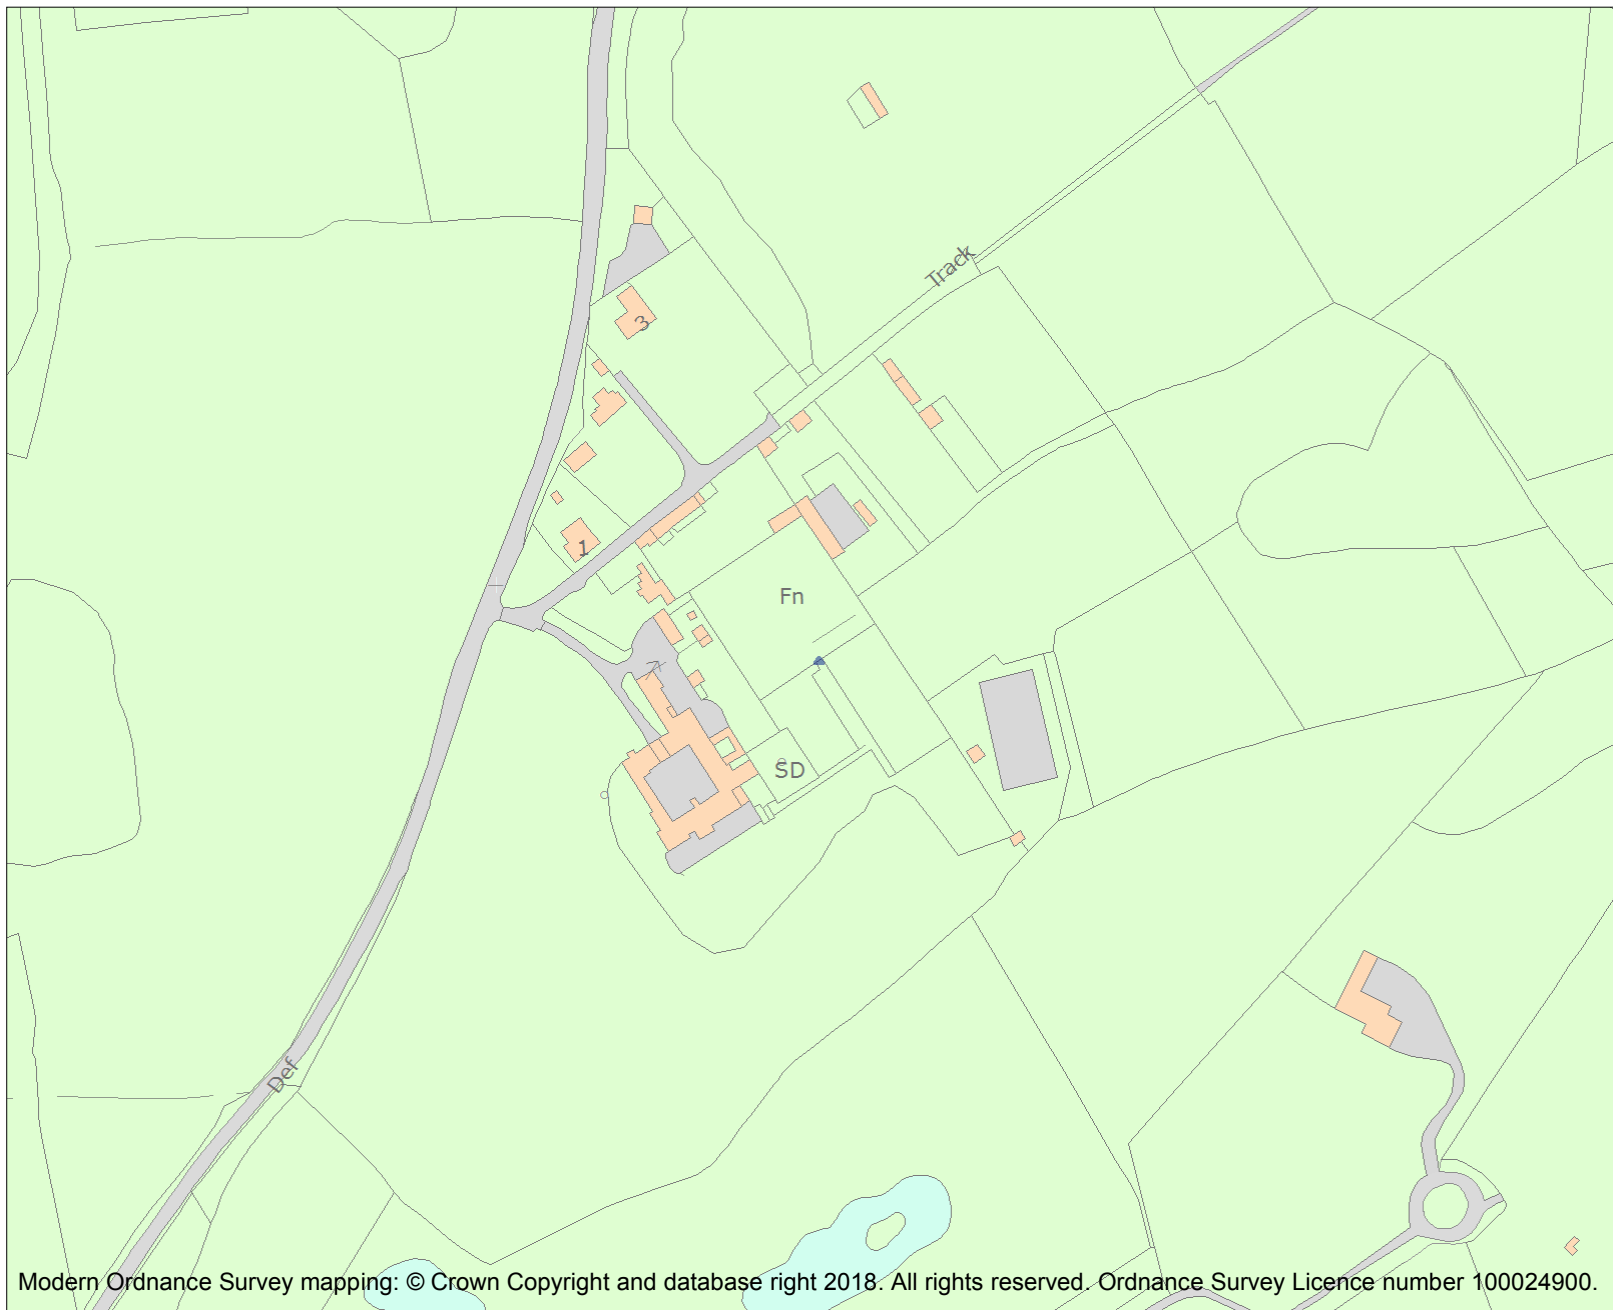 Track
3
1
Fn
SD
Def
Modern Ordnance Survey mapping: © Crown Copyright and database right 2018. All rights reserved. Ordnance Survey Licence number 100024900.